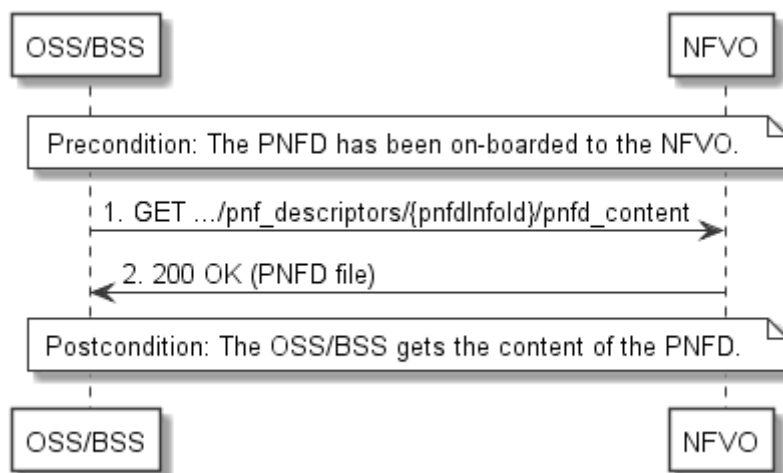 OSS/BSS
NFVO
Precondition: The PNFD has been on-boarded to the NFVO.
1. GET .../pnf_descriptors/{pnfdInfoId}/pnfd_content
2. 200 OK (PNFD file)
Postcondition: The OSS/BSS gets the content of the PNFD.
OSS/BSS
NFVO